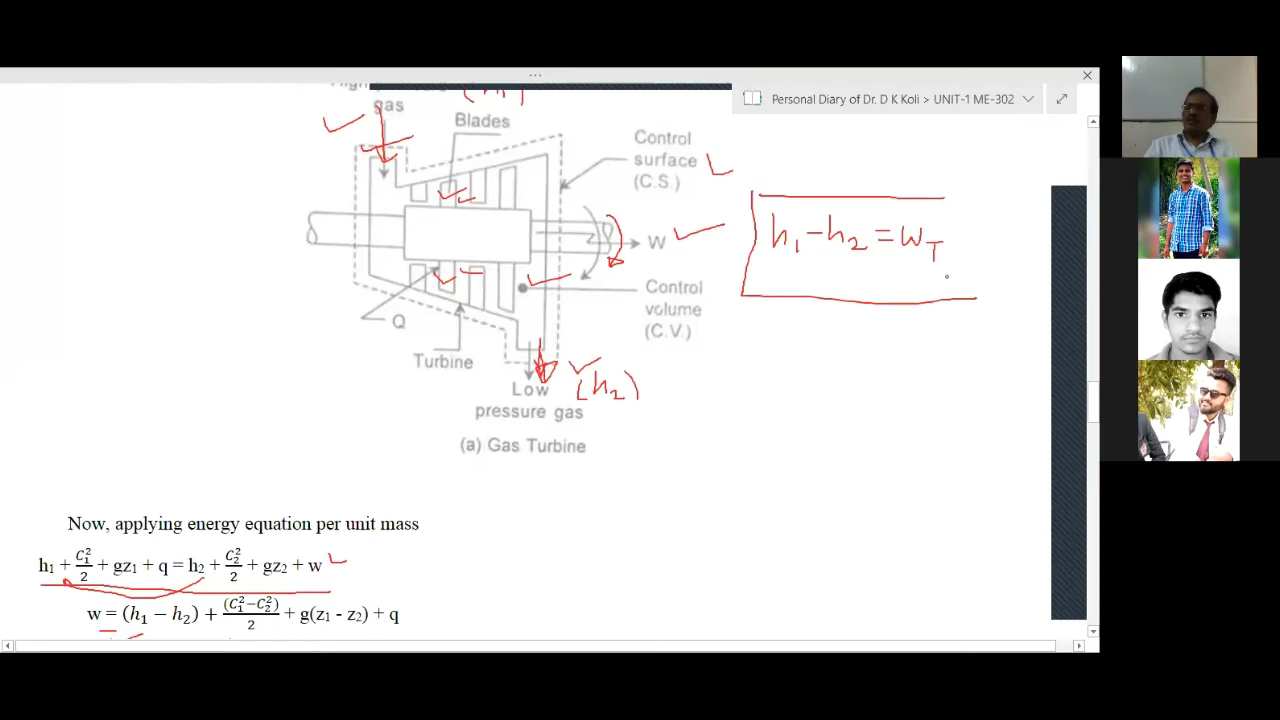 Personal Diary of Dr. D K Koli > UNIT-1 ME-302
gas
Blades
Control
surface
(C.S.)
W
Control
volume
(C.V.)
Q
Turbine
Low
pressure gas
(h₂)
(a) Gas Turbine
h₁ - h₂ = W_T
Now, applying energy equation per unit mass
h₁ + C₁²/2 + gz₁ + q = h₂ + C₂²/2 + gz₂ + w
w = (h₁ − h₂) + (C₁²−C₂²)/2 + g(z₁ - z₂) + q